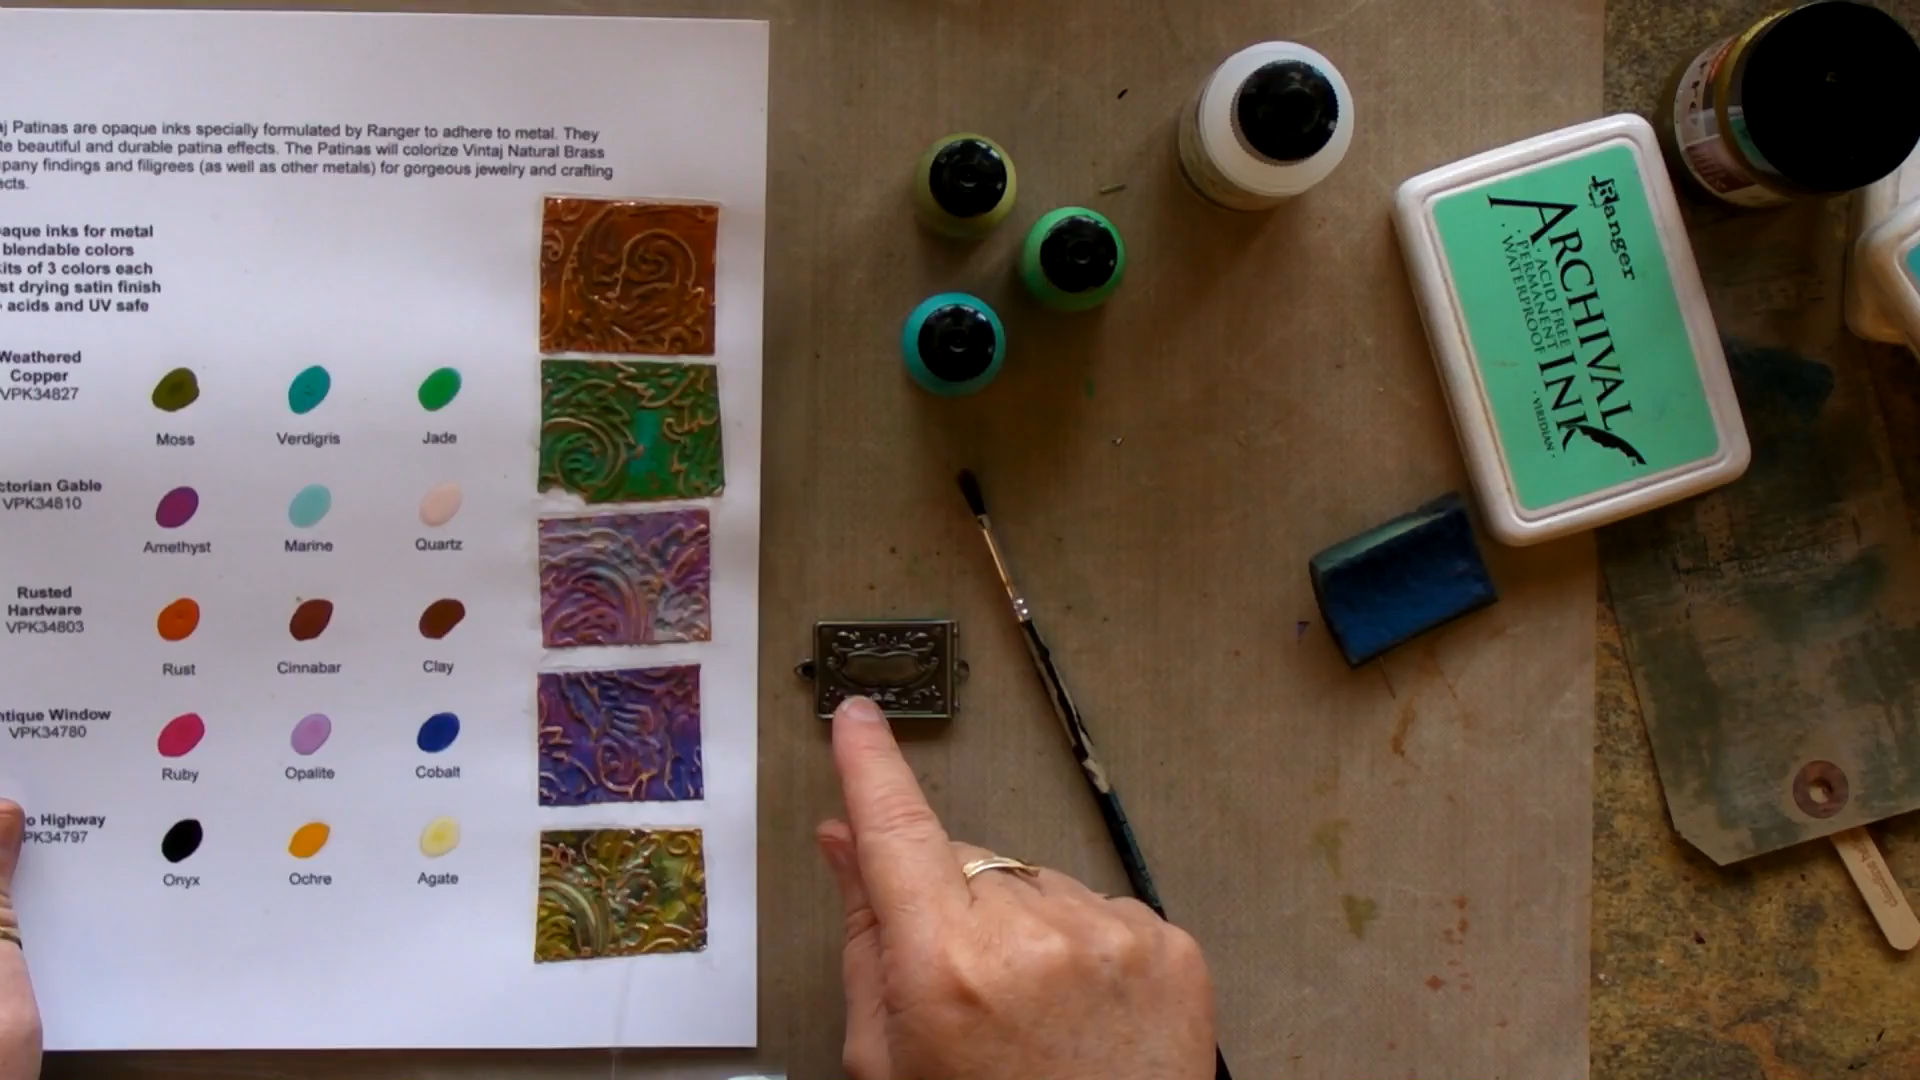 j Patinas are opaque inks specially formulated by Ranger to adhere to metal. They
te beautiful and durable patina effects. The Patinas will colorize Vintaj Natural Brass
pany findings and filigrees (as well as other metals) for gorgeous jewelry and crafting
cts.
aque inks for metal
blendable colors
its of 3 colors each
st drying satin finish
acids and UV safe
Weathered
Copper
VPK34827
Moss Verdigris Jade
ctorian Gable
VPK34810
Amethyst Marine Quartz
Rusted
Hardware
VPK34803
Rust Cinnabar Clay
ntique Window
VPK34780
Ruby Opalite Cobalt
o Highway
PK34797
Onyx Ochre Agate
Ranger
ARCHIVAL INK
· ACID FREE
PERMANENT
· WATERPROOF ·
· VIRIDIAN ·